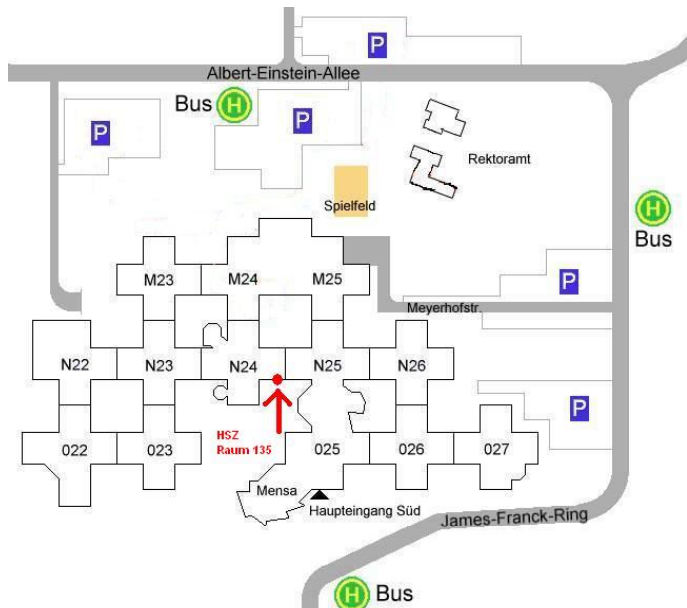 P
Albert-Einstein-Allee
Bus H
P
P
Rektoramt
Spielfeld
H
Bus
M23
M24
M25
P
Meyerhofstr.
N22
N23
N24
N25
N26
P
HSZ
Raum 135
022
023
025
026
027
Mensa
Haupteingang Süd
James-Franck-Ring
H Bus